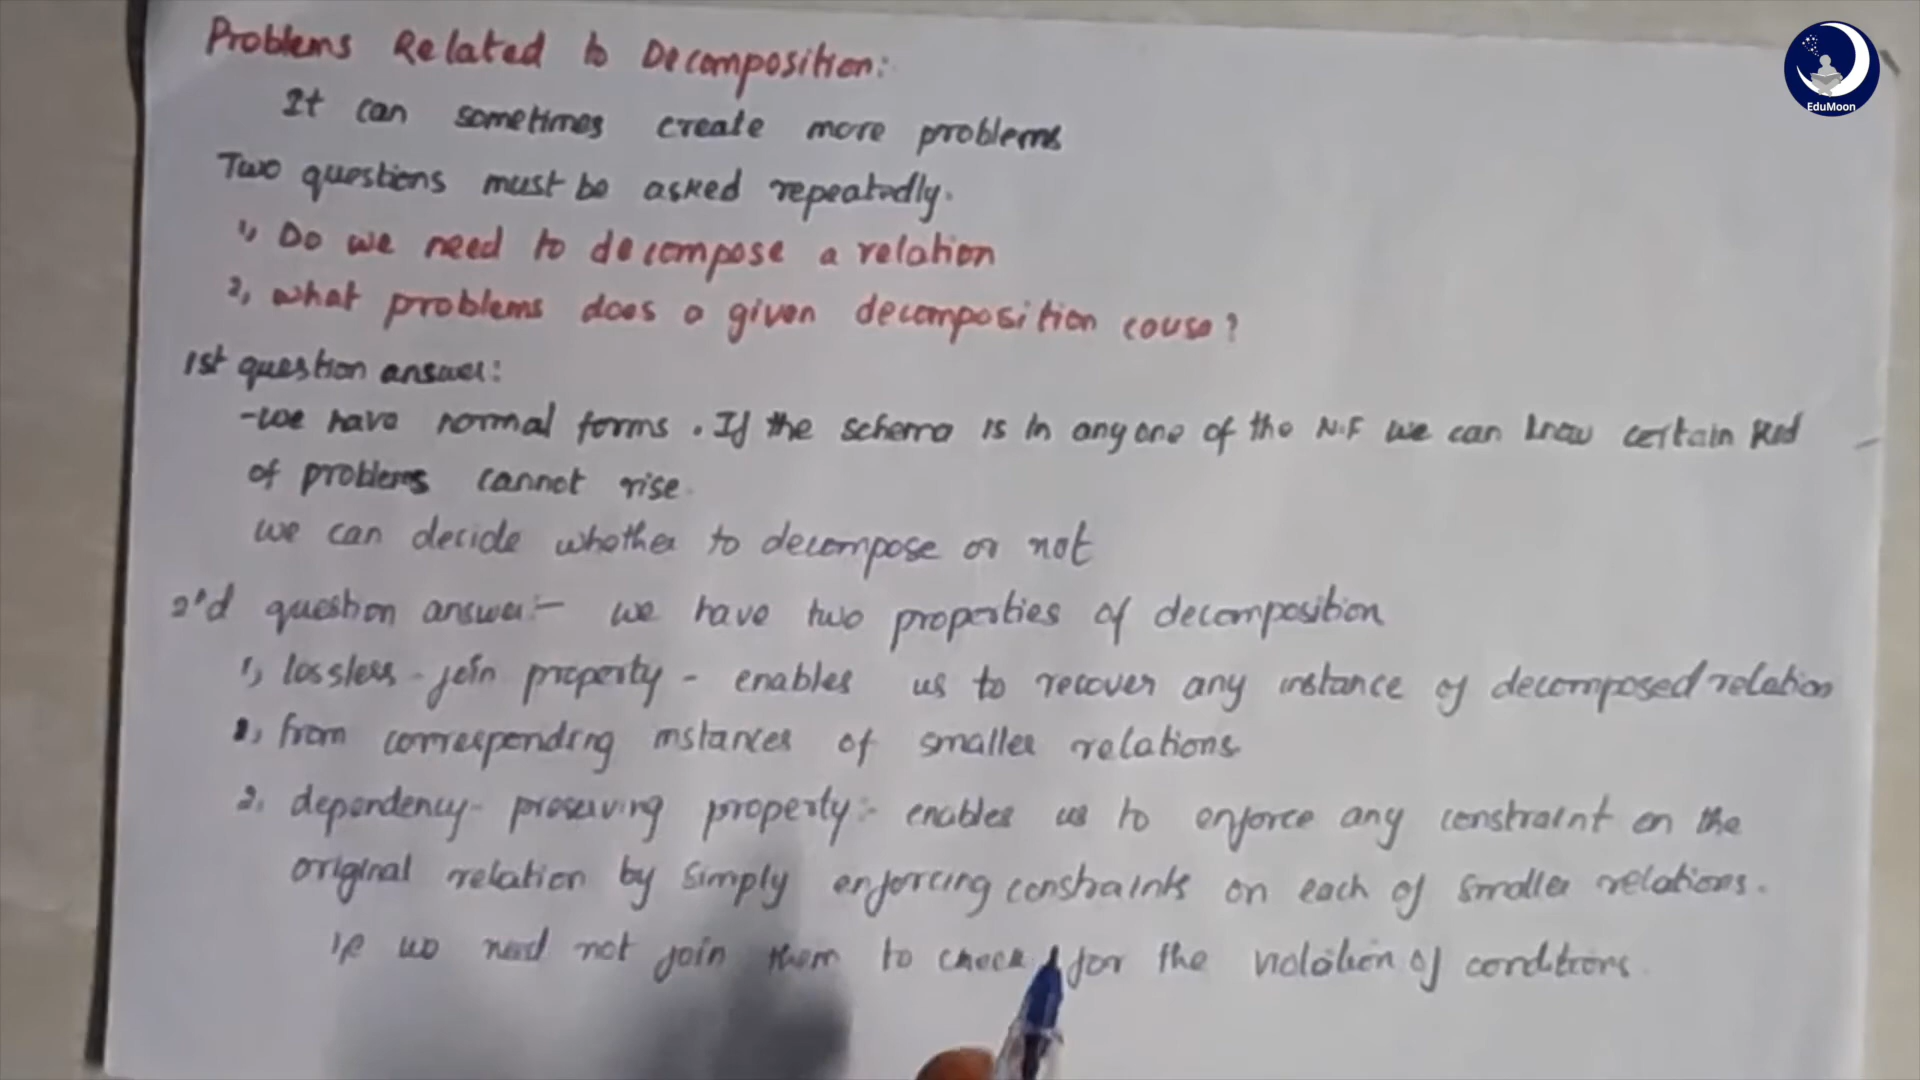 Problems Related to Decomposition:
EduMoon
It can sometimes create more problems
Two questions must be asked repeatedly.
1, Do we need to decompose a relation
2, what problems does a given decomposition couse?
1st question answer:
- we have normal forms. If the schema is in any one of the N.F we can know certain kind
of problems cannot rise.
we can decide whether to decompose or not
2'd question answer:- we have two properties of decomposition
1, lossless-join property - enables us to recover any instance of decomposed relation
from corresponding instances of smaller relations.
2. dependency-preserving property:- enables us to enforce any constraint on the
original relation by simply enforcing constraints on each of smaller relations.
ie we need not join them to check for the violation of conditions.